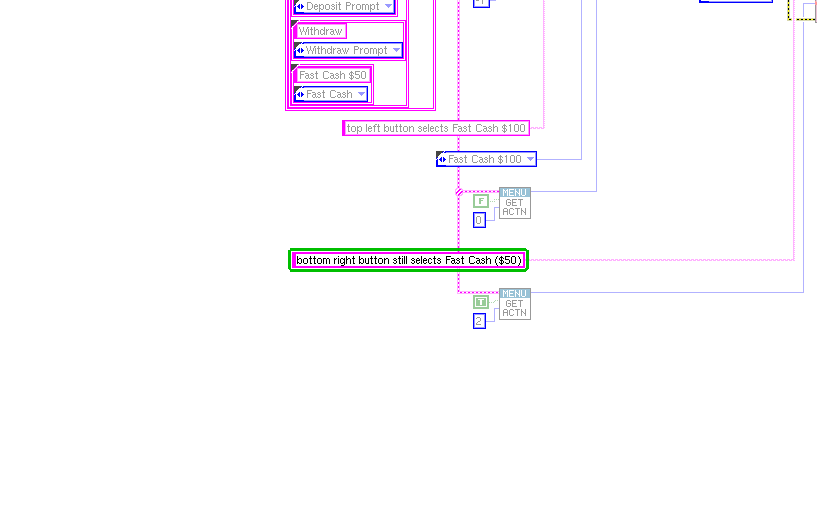 Deposit Prompt
Withdraw
Withdraw Prompt
Fast Cash $50
Fast Cash
top left button selects Fast Cash $100
Fast Cash $100
MENU
F
GET
ACTN
0
bottom right button still selects Fast Cash ($50)
MENU
T
GET
ACTN
2